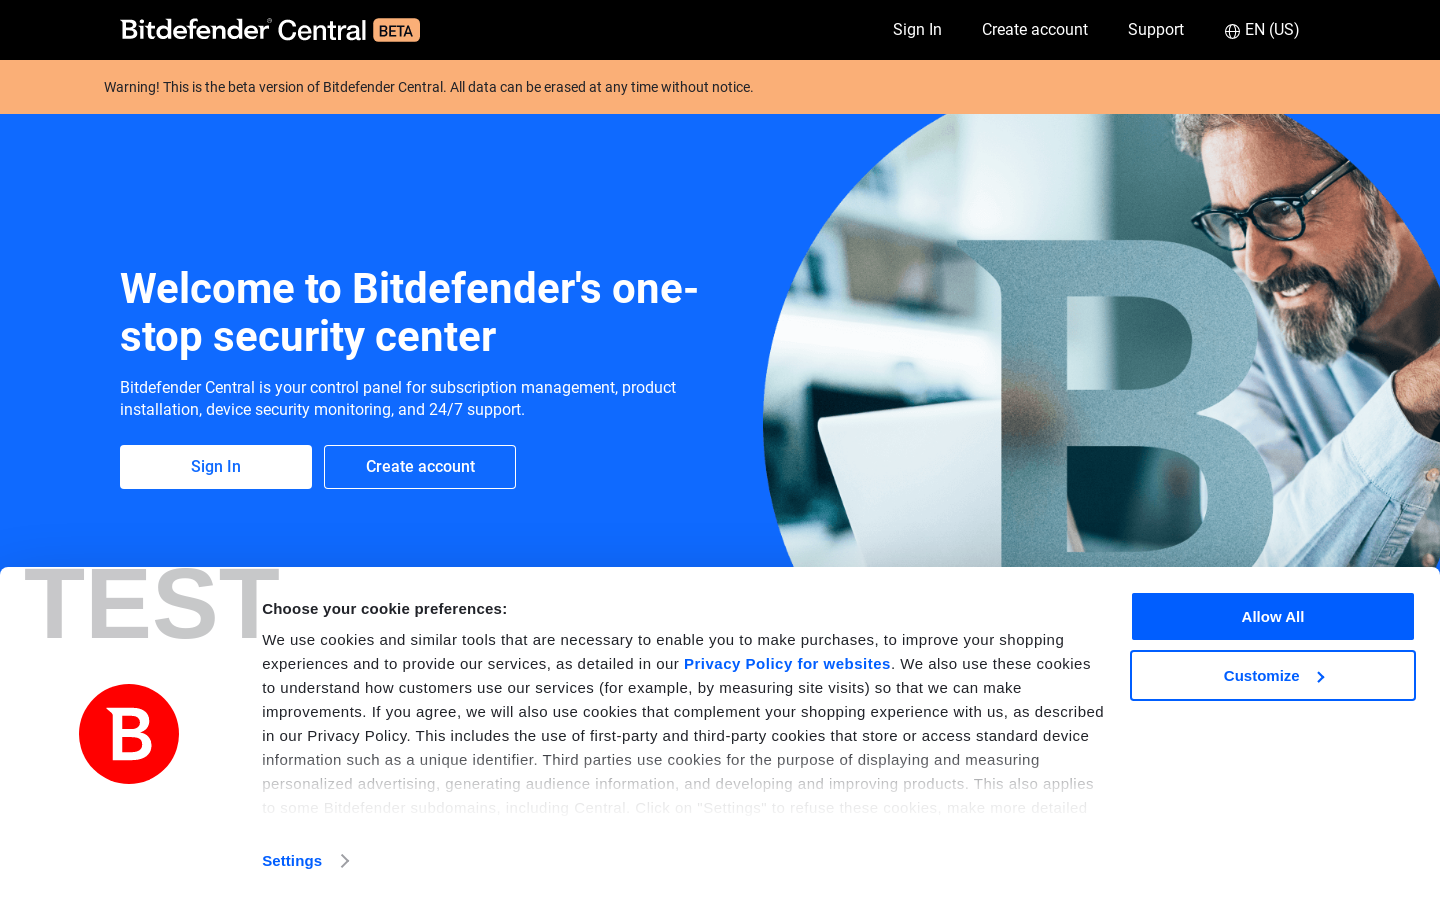 Bitdefender® Central BETA
Sign In
Create account
Support
EN (US)
Warning! This is the beta version of Bitdefender Central. All data can be erased at any time without notice.
Welcome to Bitdefender's one-
stop security center
Bitdefender Central is your control panel for subscription management, product
installation, device security monitoring, and 24/7 support.
Sign In
Create account
B
TEST
B
Choose your cookie preferences:
We use cookies and similar tools that are necessary to enable you to make purchases, to improve your shopping
experiences and to provide our services, as detailed in our Privacy Policy for websites. We also use these cookies
to understand how customers use our services (for example, by measuring site visits) so that we can make
improvements. If you agree, we will also use cookies that complement your shopping experience with us, as described
in our Privacy Policy. This includes the use of first-party and third-party cookies that store or access standard device
information such as a unique identifier. Third parties use cookies for the purpose of displaying and measuring
personalized advertising, generating audience information, and developing and improving products. This also applies
to some Bitdefender subdomains, including Central. Click on "Settings" to refuse these cookies, make more detailed
Settings
Allow All
Customize